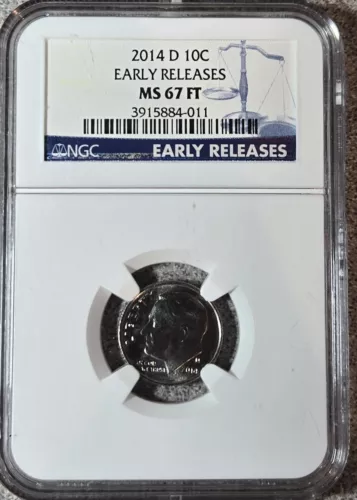 2014 D 10C
EARLY RELEASES
MS 67 FT
3915884-011
NGC
EARLY RELEASES